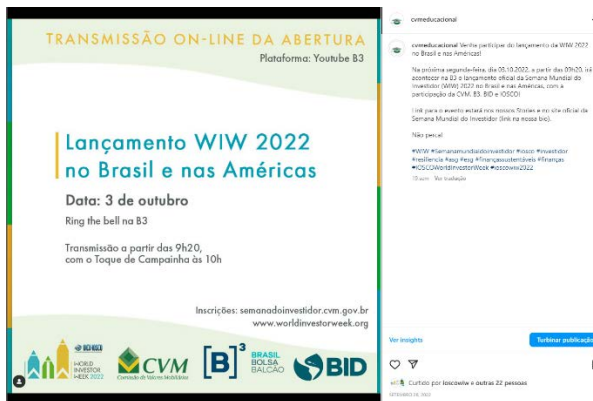 TRANSMISSÃO ON-LINE DA ABERTURA
Plataforma: Youtube B3
Lançamento WIW 2022
no Brasil e nas Américas
Data: 3 de outubro
Ring the bell na B3
Transmissão a partir das 9h20,
com o Toque de Campainha às 10h
Inscrições: semanadoinvestidor.cvm.gov.br
www.worldinvestorweek.org
WORLD
INVESTOR
WEEK 2022
CVM
Comissão de Valores Mobiliários
[B]³
BRASIL
BOLSA
BALCÃO
BID
cvmeducacional
cvmeducacional Venha participar do lançamento da WIW 2022
no Brasil e nas Américas!
Na próxima segunda-feira, dia 03.10.2022, a partir das 09h20, irá
acontecer na B3 o lançamento oficial da Semana Mundial do
Investidor (WIW) 2022 no Brasil e nas Américas, com a
participação da CVM, B3, BID e IOSCO!
Link para o evento estará nos nossos Stories e no site oficial da
Semana Mundial do Investidor (link na nossa bio).
Não perca!
#WIW #Semanamundialdoinvestidor #iosco #investidor
#resiliencia #asg #esg #finançassustentáveis #finanças
#IOSCOWorldInvestorWeek #ioscowiw2022
Ver tradução
Ver insights
Turbinar publicação
Curtido por ioscowiw e outras 22 pessoas